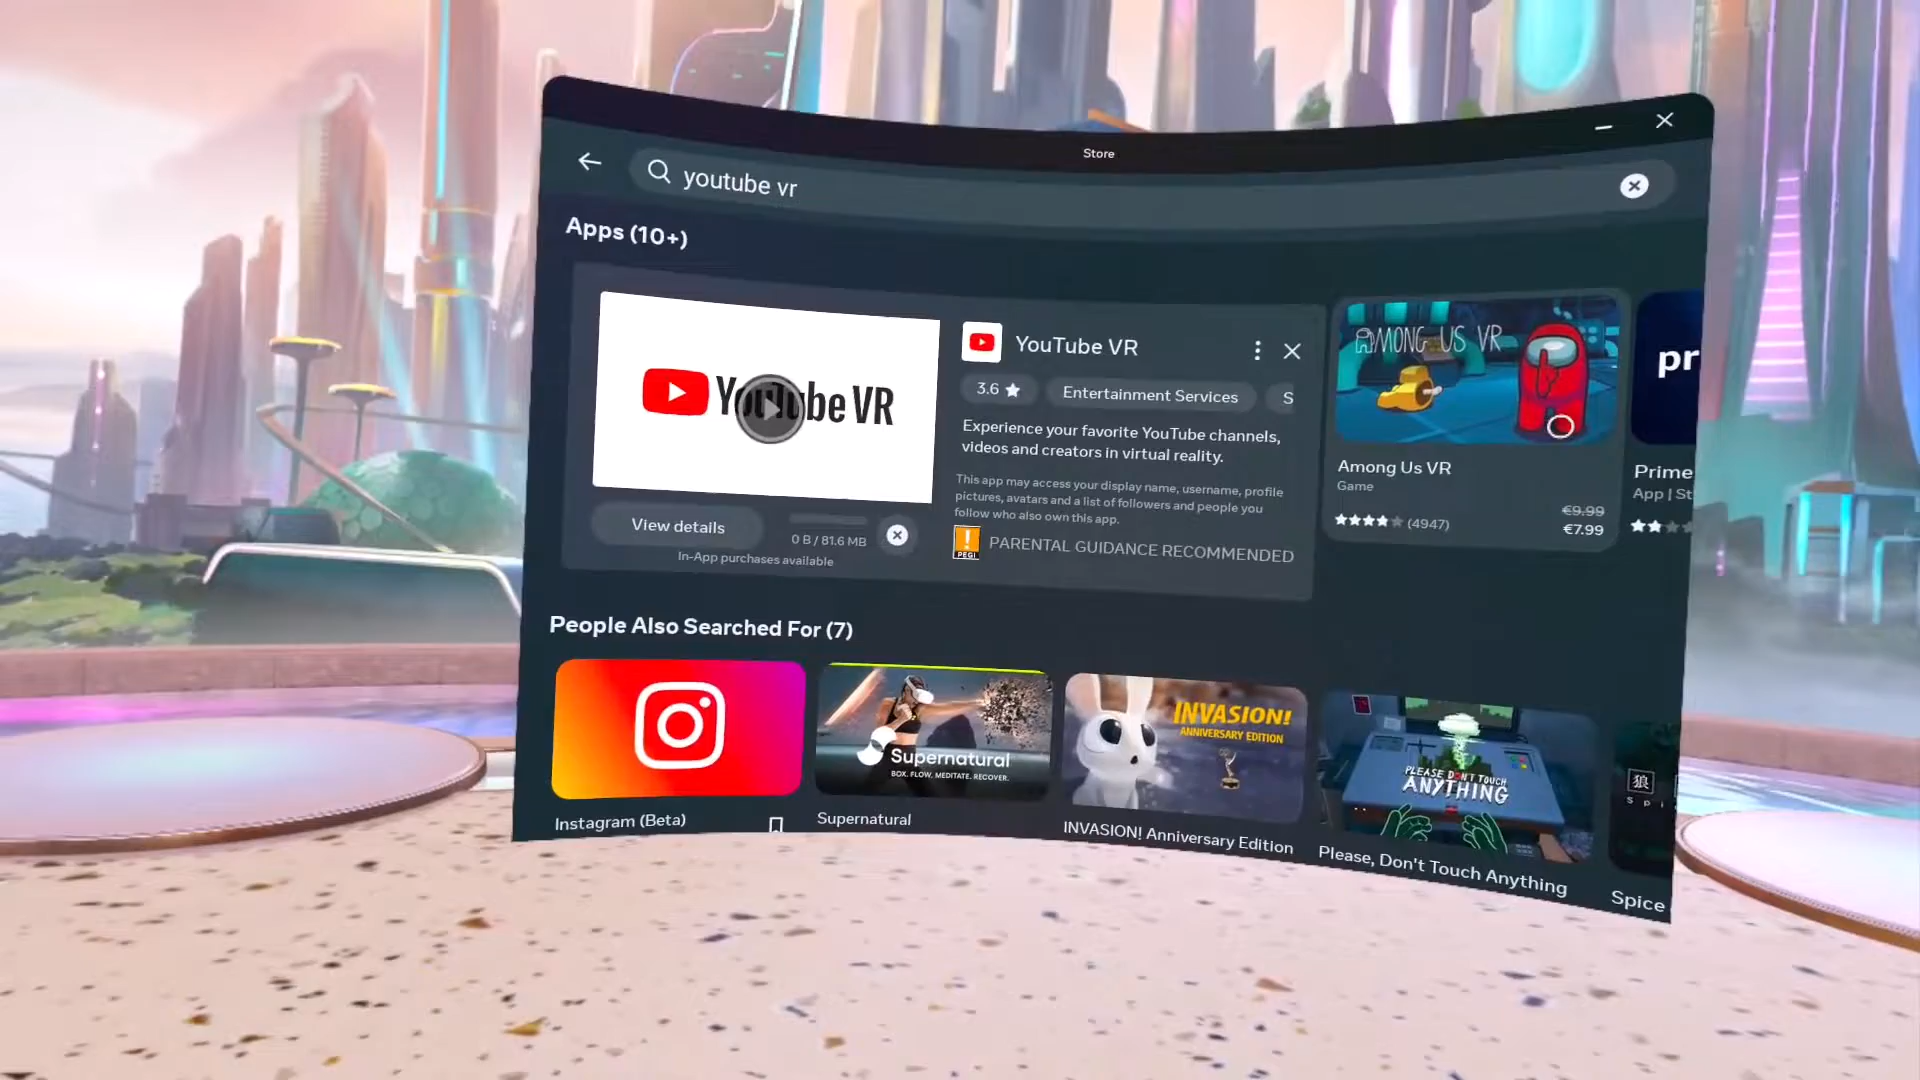 Store
youtube vr
Apps (10+)
YouTube VR
YouTube VR
3.6
Entertainment Services
S
Experience your favorite YouTube channels,
videos and creators in virtual reality.
This app may access your display name, username, profile
pictures, avatars and a list of followers and people you
follow who also own this app.
PEGI
PARENTAL GUIDANCE RECOMMENDED
View details
0 B / 81.6 MB
In-App purchases available
AMONG US VR
Among Us VR
Game
(4947)
€9.99
€7.99
pr
Prime
App | St
People Also Searched For (7)
Instagram (Beta)
Supernatural
BOX. FLOW. MEDITATE. RECOVER.
Supernatural
INVASION!
ANNIVERSARY EDITION
INVASION! Anniversary Edition
PLEASE DON'T TOUCH
ANYTHING
Please, Don't Touch Anything
狼
Spi
Spice